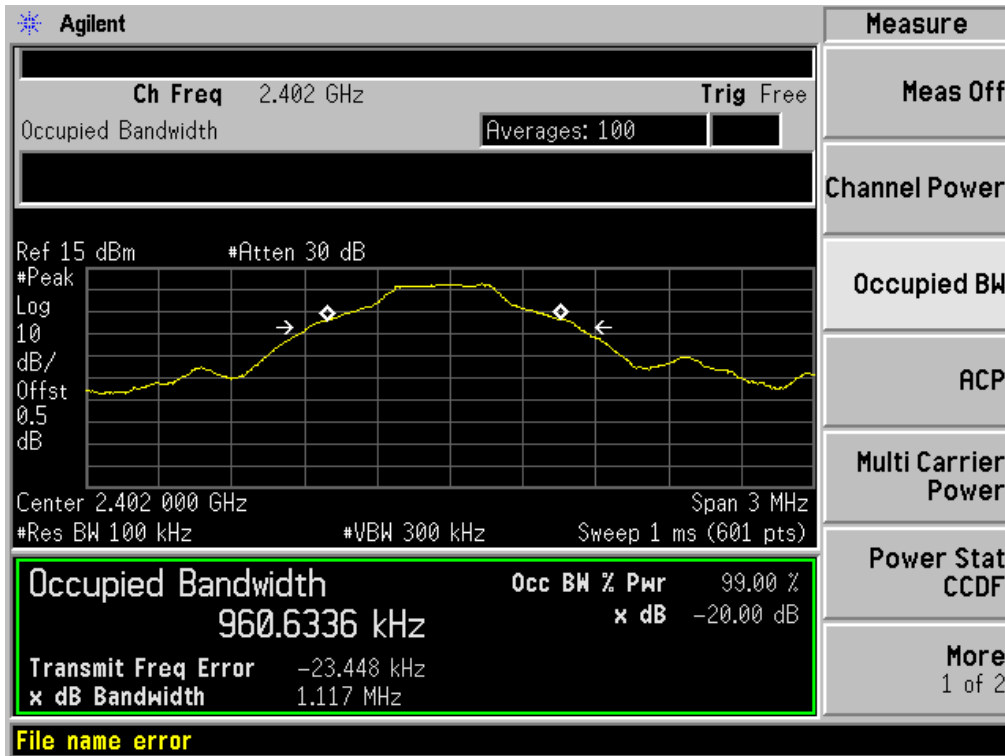 Agilent
Measure
Ch Freq 2.402 GHz
Trig Free
Occupied Bandwidth
Averages: 100
Ref 15 dBm
#Atten 30 dB
#Peak
Log
10
dB/
Offst
0.5
dB
Center 2.402 000 GHz
Span 3 MHz
#Res BW 100 kHz
#VBW 300 kHz
Sweep 1 ms (601 pts)
Occupied Bandwidth
960.6336 kHz
Occ BW % Pwr 99.00 %
x dB -20.00 dB
Transmit Freq Error -23.448 kHz
x dB Bandwidth 1.117 MHz
File name error
Meas Off
Channel Power
Occupied BW
ACP
Multi Carrier
Power
Power Stat
CCDF
More
1 of 2